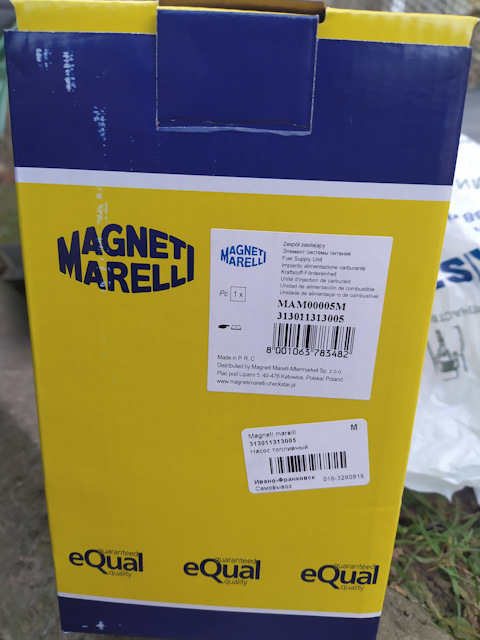 MAGNETI
MARELLI
MAGNETI
MARELLI
Zespół zasilający
Элемент системы питания
Fuel Supply Unit
Impianto alimentazione carburante
Kraftstoff-Fördereinheit
Unité d'injection de carburant
Unidad de alimentación de combustible
Unidade de alimentaça~o de combustível
Pc 1 x
MAM00005M
313011313005
8 001063 783482
Made in P. R. C
Distributed by Magneti Marelli Aftermarket Sp. z.o.o.
Plac pod Lipami 5, 40-476 Katowice, Polska/ Poland
www.magnetimarelli-checkstar.pl
Magneti marelli M
313011313005
Насос топливный
Ивано-Франковск 016-3280816
Самовывоз
guaranteed
eQual
quality
guaranteed
eQual
quality
guaranteed
eQual
quality